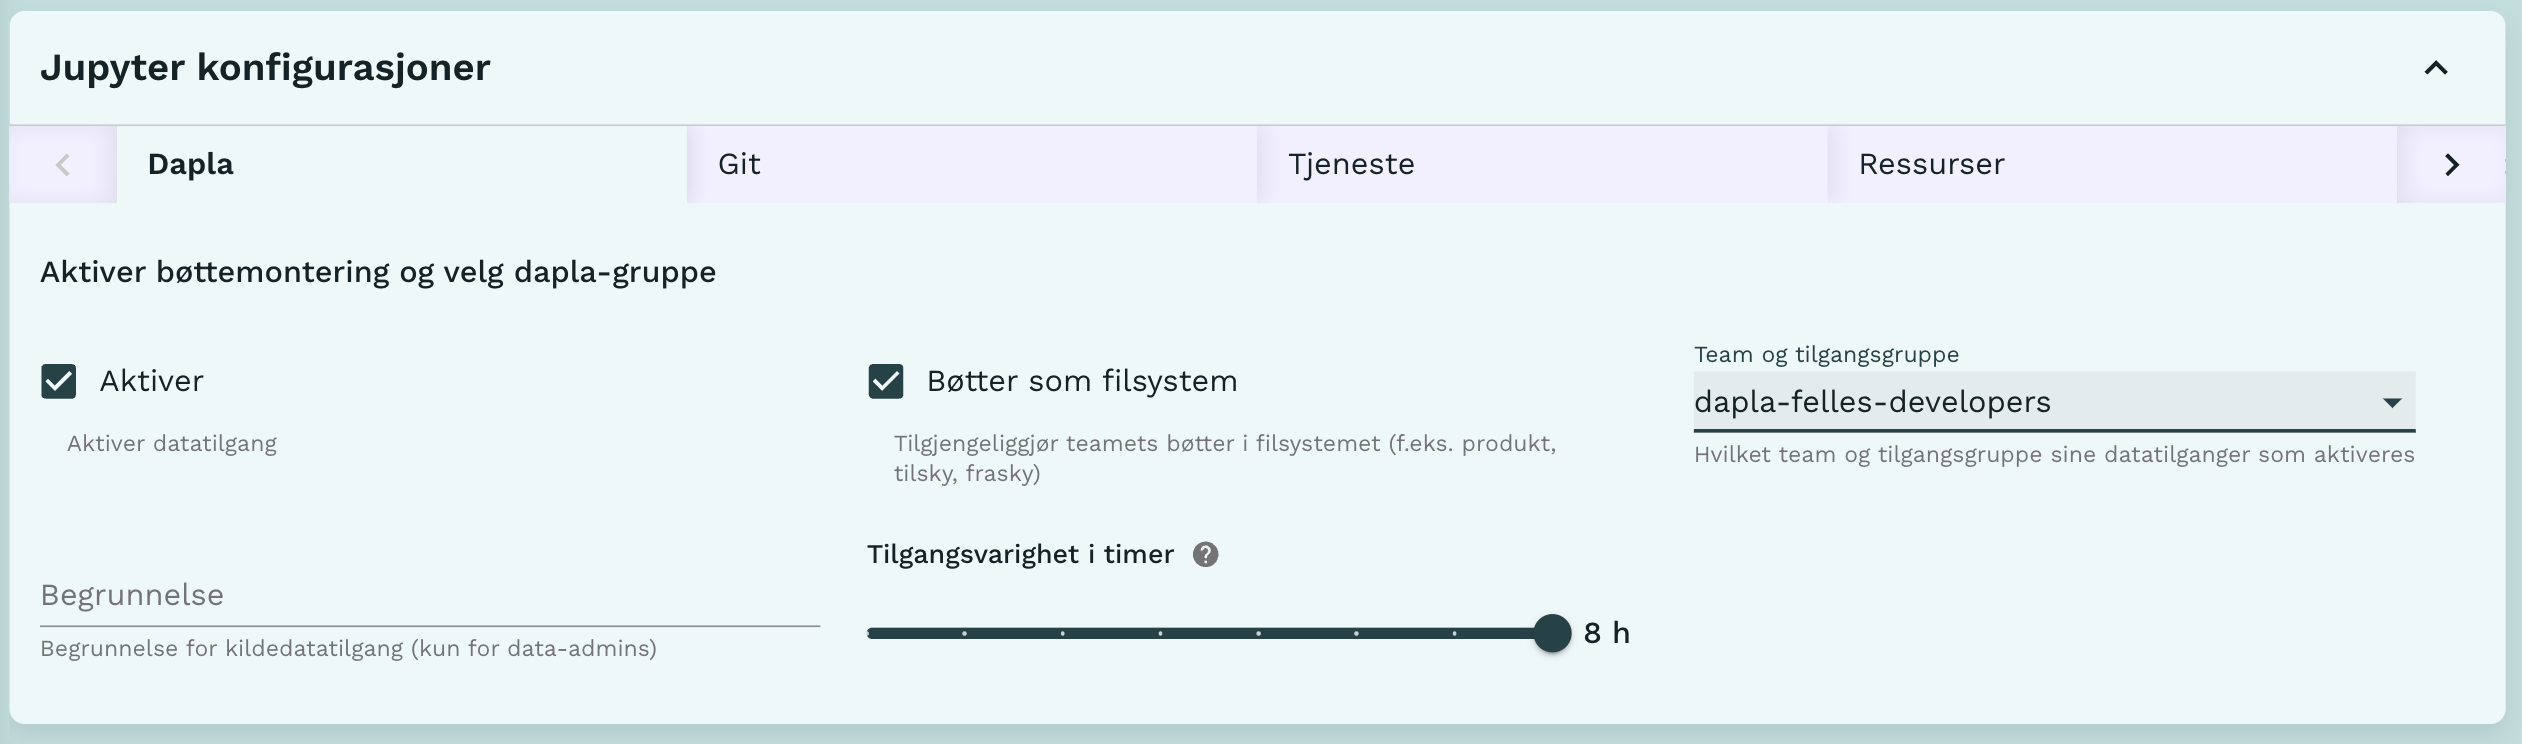 Jupyter konfigurasjoner
Dapla
Git
Tjeneste
Ressurser
Aktiver bøttemontering og velg dapla-gruppe
Aktiver
Aktiver datatilgang
Bøtter som filsystem
Tilgjengeliggjør teamets bøtter i filsystemet (f.eks. produkt,
tilsky, frasky)
Team og tilgangsgruppe
dapla-felles-developers
Hvilket team og tilgangsgruppe sine datatilganger som aktiveres
Begrunnelse
Begrunnelse for kildedatatilgang (kun for data-admins)
Tilgangsvarighet i timer
8 h